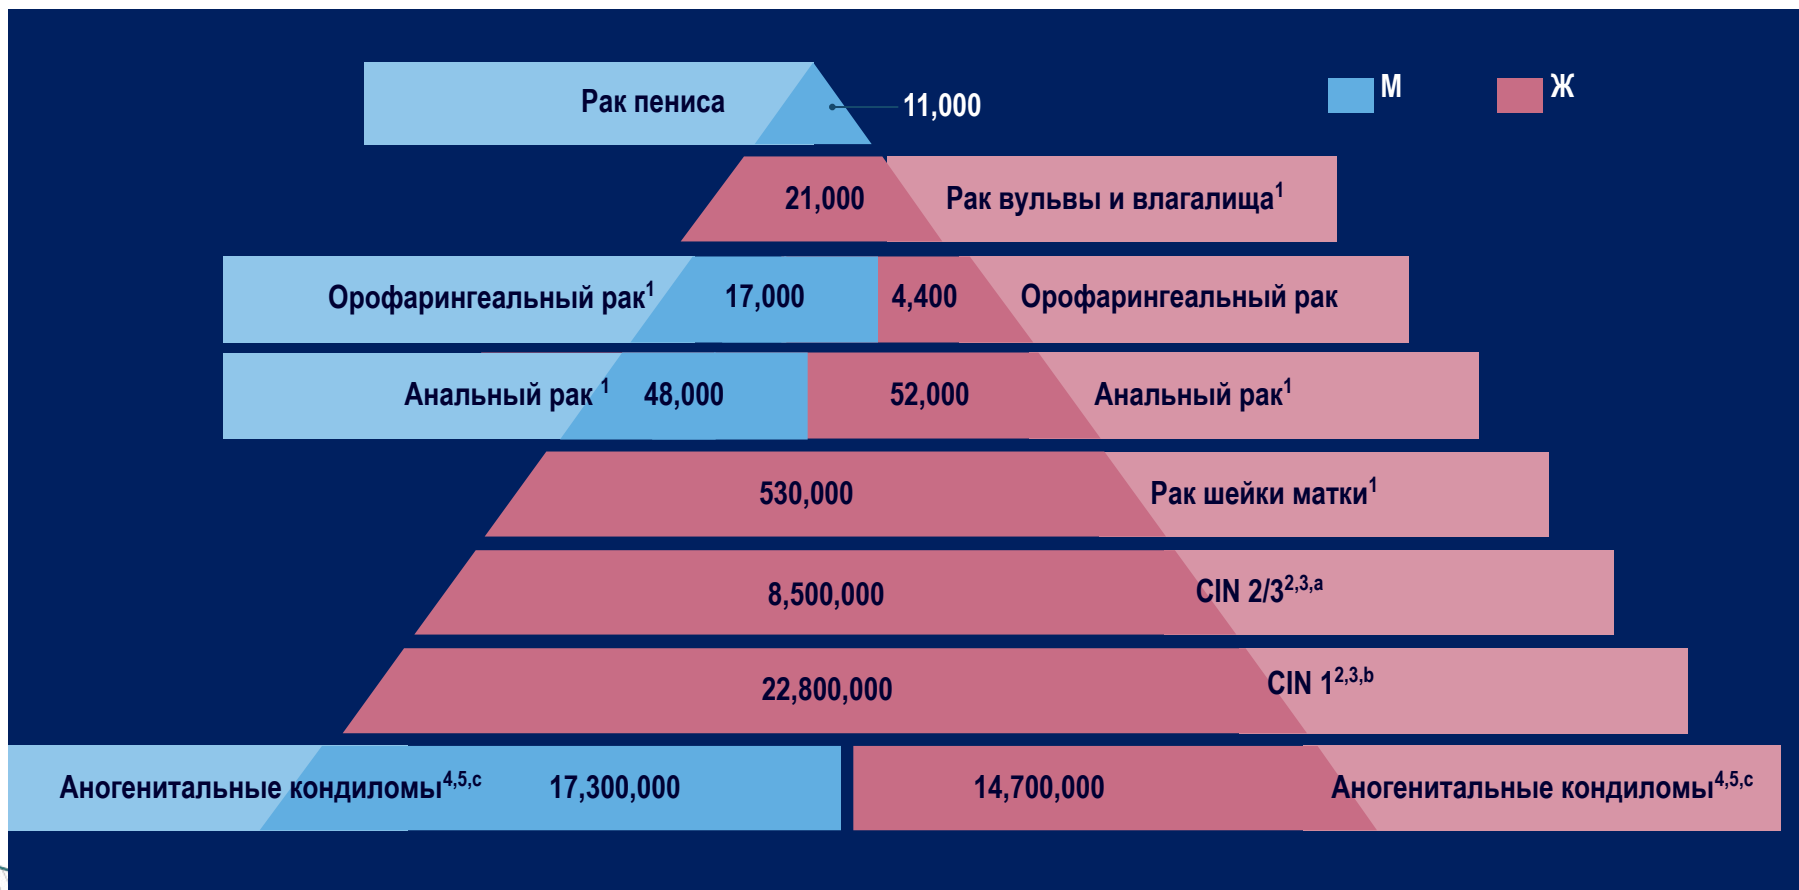 М Ж
Рак пениса 11,000
21,000 Рак вульвы и влагалища1
Орофарингеальный рак1 17,000 4,400 Орофарингеальный рак
Анальный рак 1 48,000 52,000 Анальный рак1
530,000 Рак шейки матки1
8,500,000 CIN 2/32,3,a
22,800,000 CIN 12,3,b
Аногенитальные кондиломы4,5,c 17,300,000 14,700,000 Аногенитальные кондиломы4,5,c